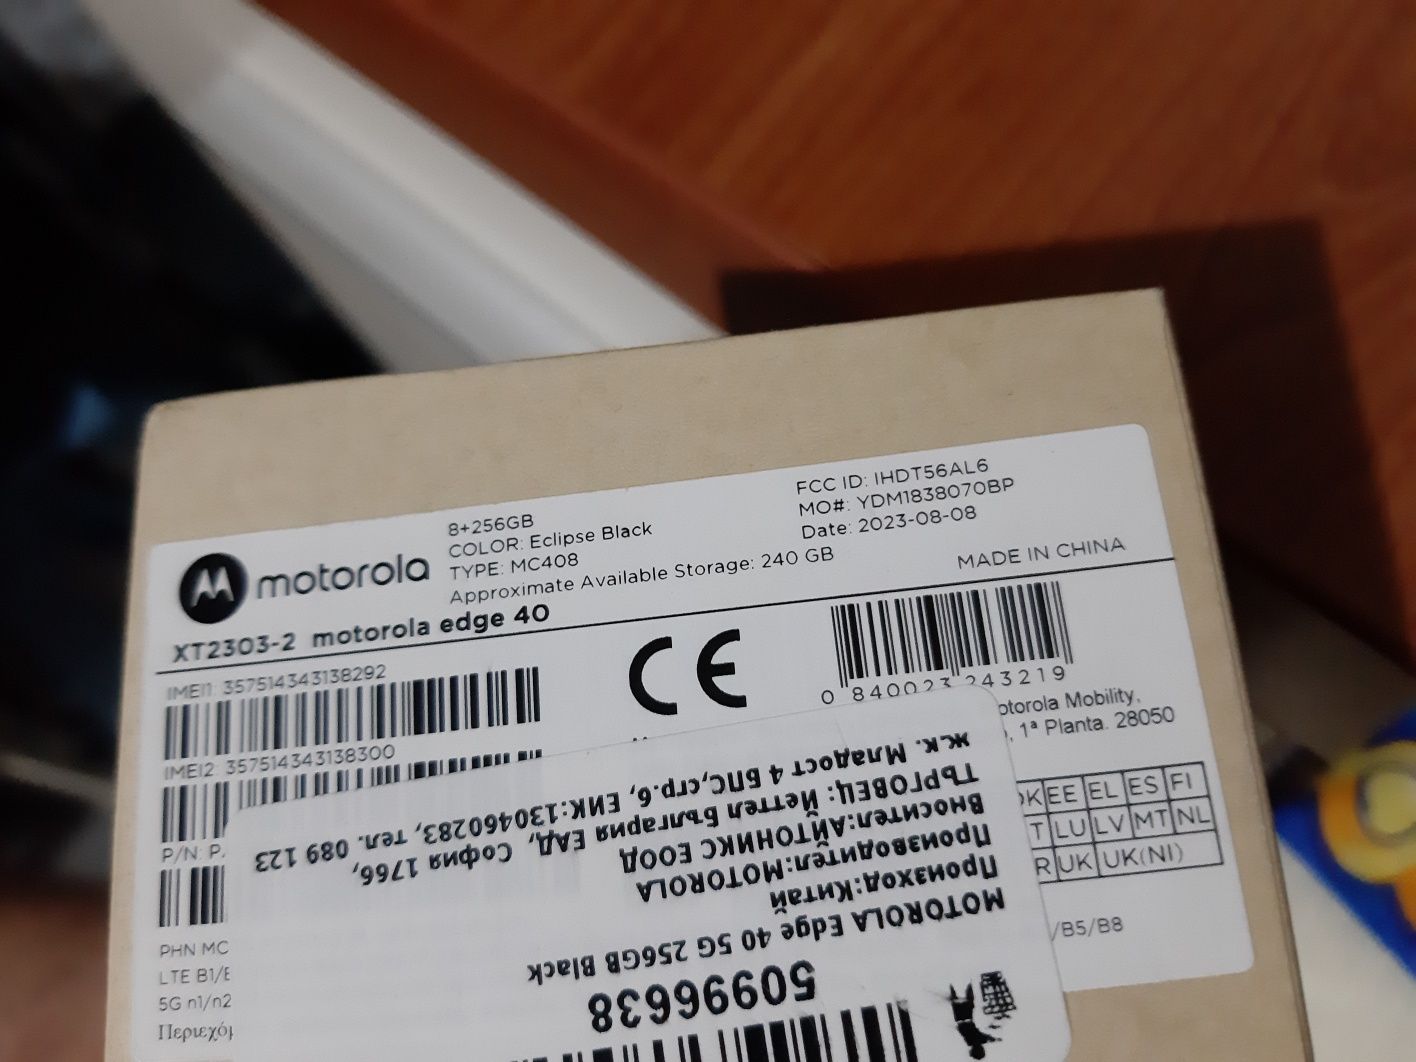 motorola
8+256GB
COLOR: Eclipse Black
TYPE: MC408
Approximate Available Storage: 240 GB
FCC ID: IHDT56AL6
MO#: YDM1838070BP
Date: 2023-08-08
MADE IN CHINA
XT2303-2 motorola edge 40
IMEI1: 357514343138292
IMEI2: 357514343138300
CE
0 840023 243219
otorola Mobility,
, 1ª Planta. 28050
P/N: P
EE EL ES FI
T LU LV MT NL
R UK UK(NI)
/B5/B8
PHN MC
LTE B1/
5G n1/n2
Περιεχό
50996638
MOTOROLA Edge 40 5G 256GB Black
Произход:Китай
Производител:MOTOROLA
Вносител:АЙТОНИКС ЕООД
ТЪРГОВЕЦ: Йеттел България ЕАД, София 1766,
ж.к. Младост 4 БПС,сгр.6, ЕИК:130460283, тел. 089 123